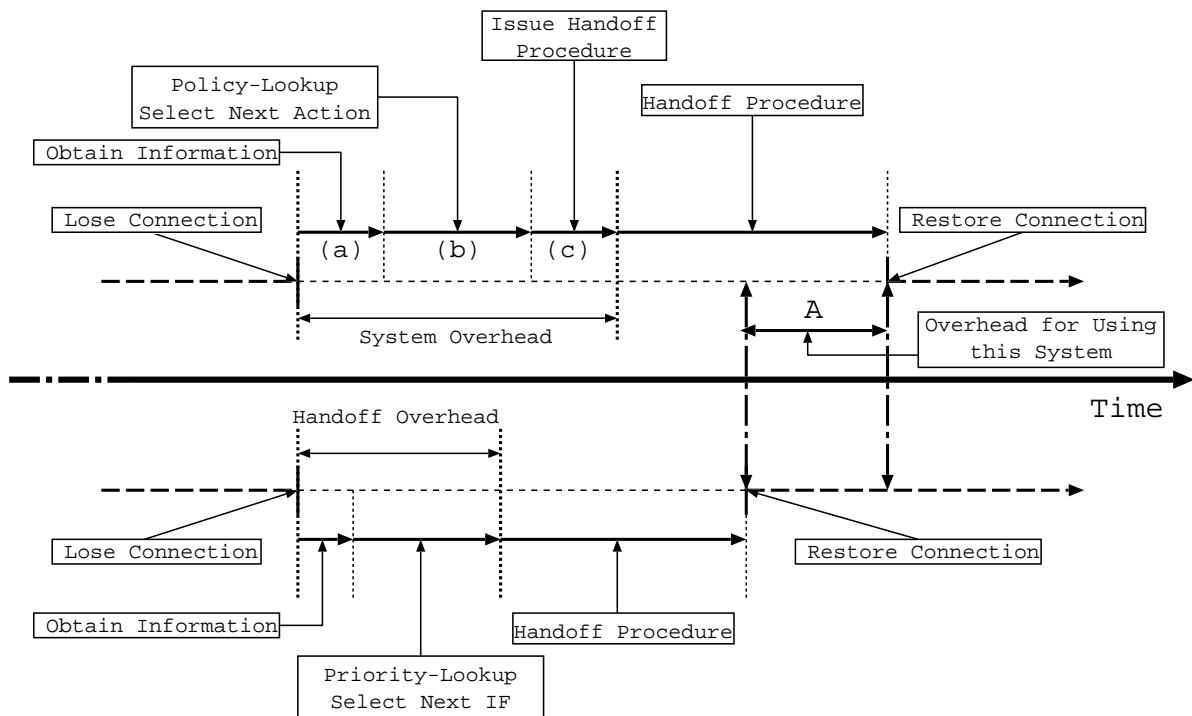 Issue Handoff
Procedure
Policy-Lookup
Select Next Action
Handoff Procedure
Obtain Information
Lose Connection
Restore Connection
(a)
(b)
(c)
A
System Overhead
Overhead for Using
this System
Time
Handoff Overhead
Lose Connection
Restore Connection
Obtain Information
Handoff Procedure
Priority-Lookup
Select Next IF